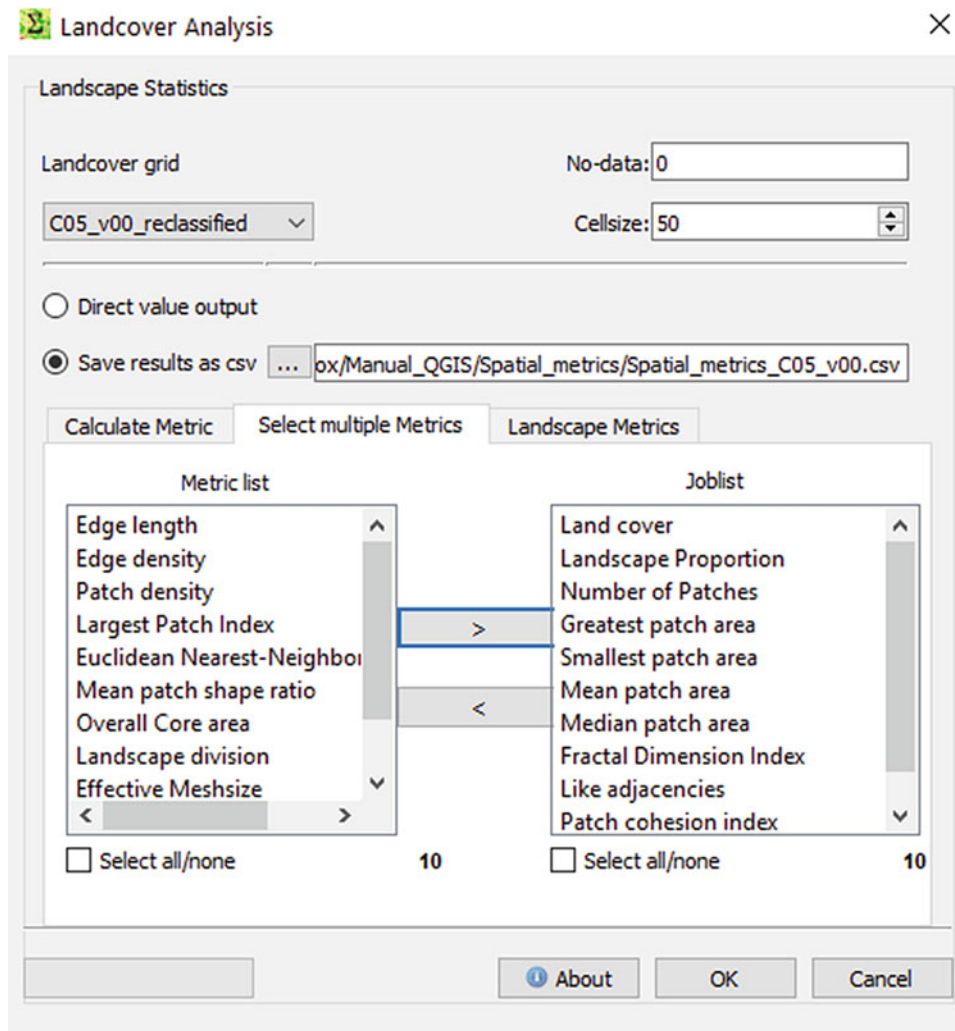 Landcover Analysis
Landscape Statistics
Landcover grid
No-data: 0
C05_v00_reclassified
Cellsize: 50
Direct value output
Save results as csv ... ox/Manual_QGIS/Spatial_metrics/Spatial_metrics_C05_v00.csv
Calculate Metric Select multiple Metrics Landscape Metrics
Metric list
Edge length
Edge density
Patch density
Largest Patch Index
Euclidean Nearest-Neighbor
Mean patch shape ratio
Overall Core area
Landscape division
Effective Meshsize
Select all/none 10
>
<
Joblist
Land cover
Landscape Proportion
Number of Patches
Greatest patch area
Smallest patch area
Mean patch area
Median patch area
Fractal Dimension Index
Like adjacencies
Patch cohesion index
Select all/none 10
About OK Cancel